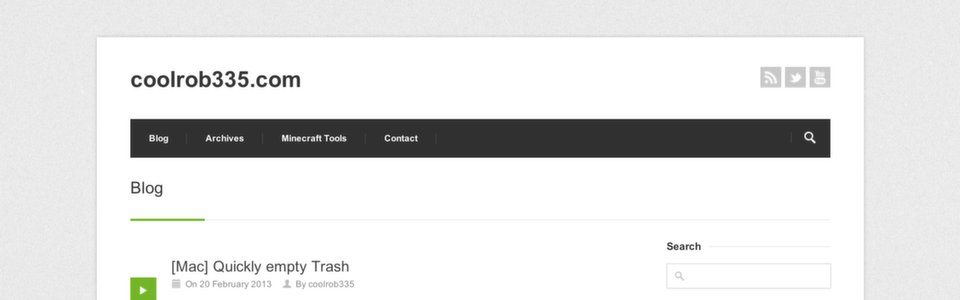 coolrob335.com
Blog Archives Minecraft Tools Contact
Blog
Search
[Mac] Quickly empty Trash
On 20 February 2013 By coolrob335